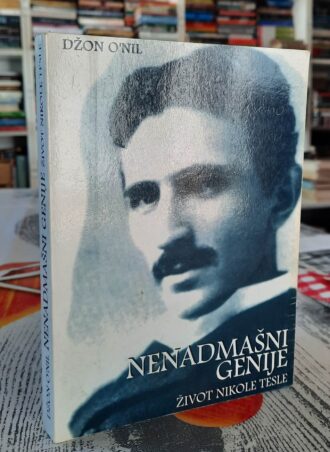 DŽON O'NIL
NENADMAŠNI
GENIJE
ŽIVOT NIKOLE TESLE
DŽON O'NIL NENADMAŠNI GENIJE ŽIVOT NIKOLE TESLE